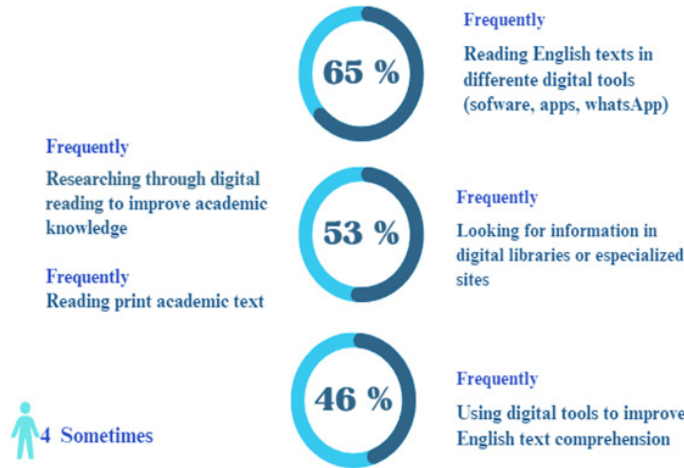 65 %
Frequently
Reading English texts in
differente digital tools
(sofware, apps, whatsApp)
Frequently
Researching through digital
reading to improve academic
knowledge
Frequently
Reading print academic text
53 %
Frequently
Looking for information in
digital libraries or especialized
sites
46 %
Frequently
Using digital tools to improve
English text comprehension
4 Sometimes